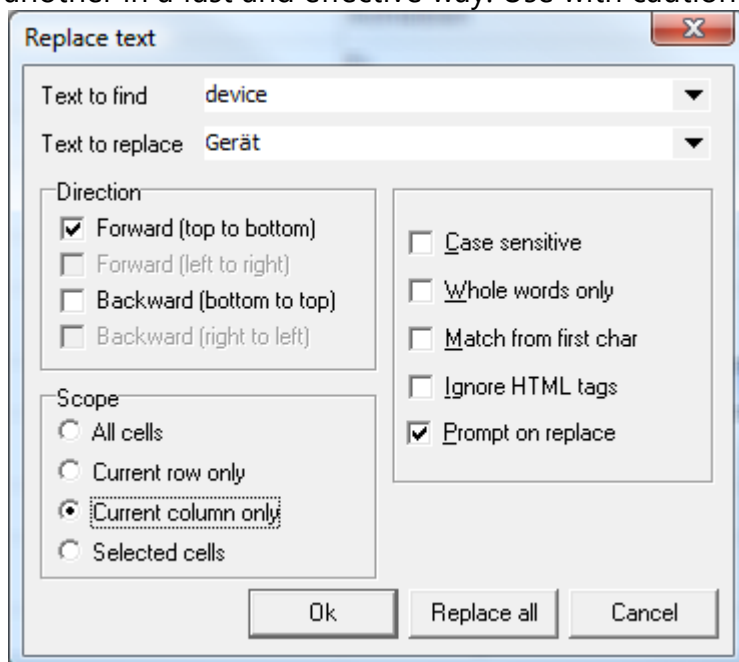 another in a fast and effective way. Use with caution
Replace text
Text to find device
Text to replace Gerät
Direction
Forward (top to bottom)
Forward (left to right)
Backward (bottom to top)
Backward (right to left)
Case sensitive
Whole words only
Match from first char
Ignore HTML tags
Prompt on replace
Scope
All cells
Current row only
Current column only
Selected cells
Ok Replace all Cancel